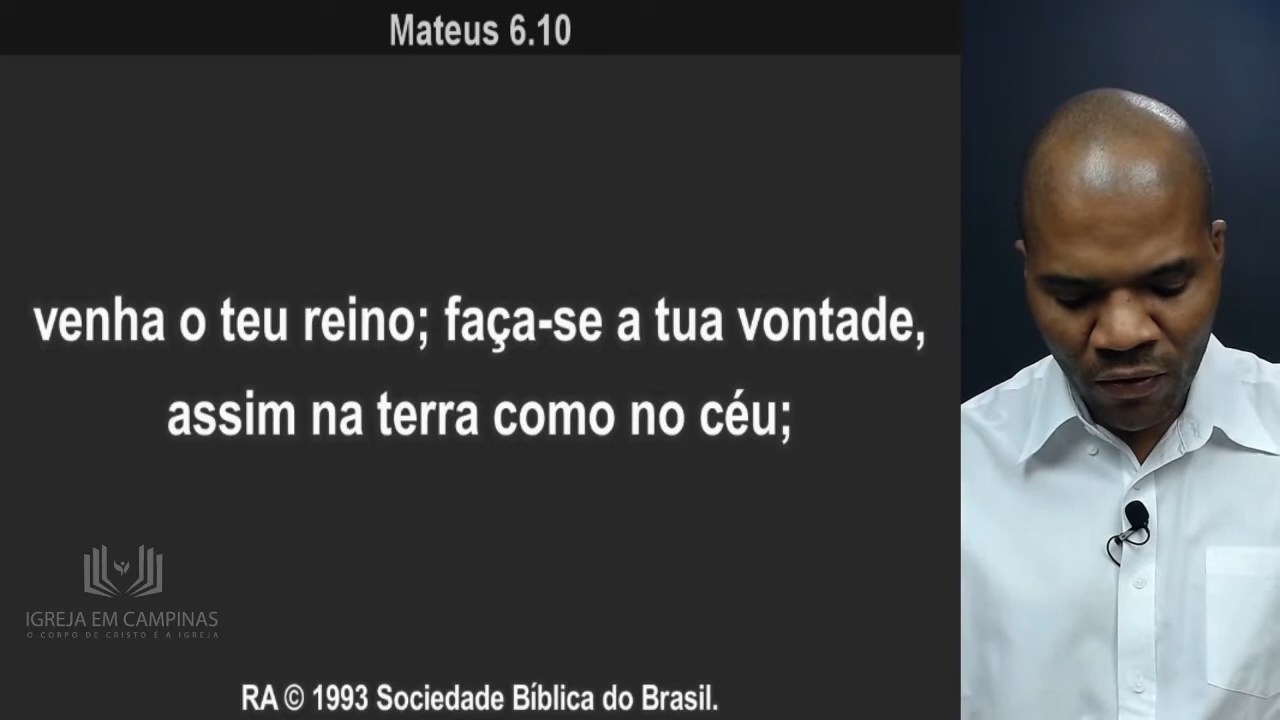 Mateus 6.10
venha o teu reino; faça-se a tua vontade,
assim na terra como no céu;
IGREJA EM CAMPINAS
O CORPO DE CRISTO É A IGREJA
RA © 1993 Sociedade Bíblica do Brasil.